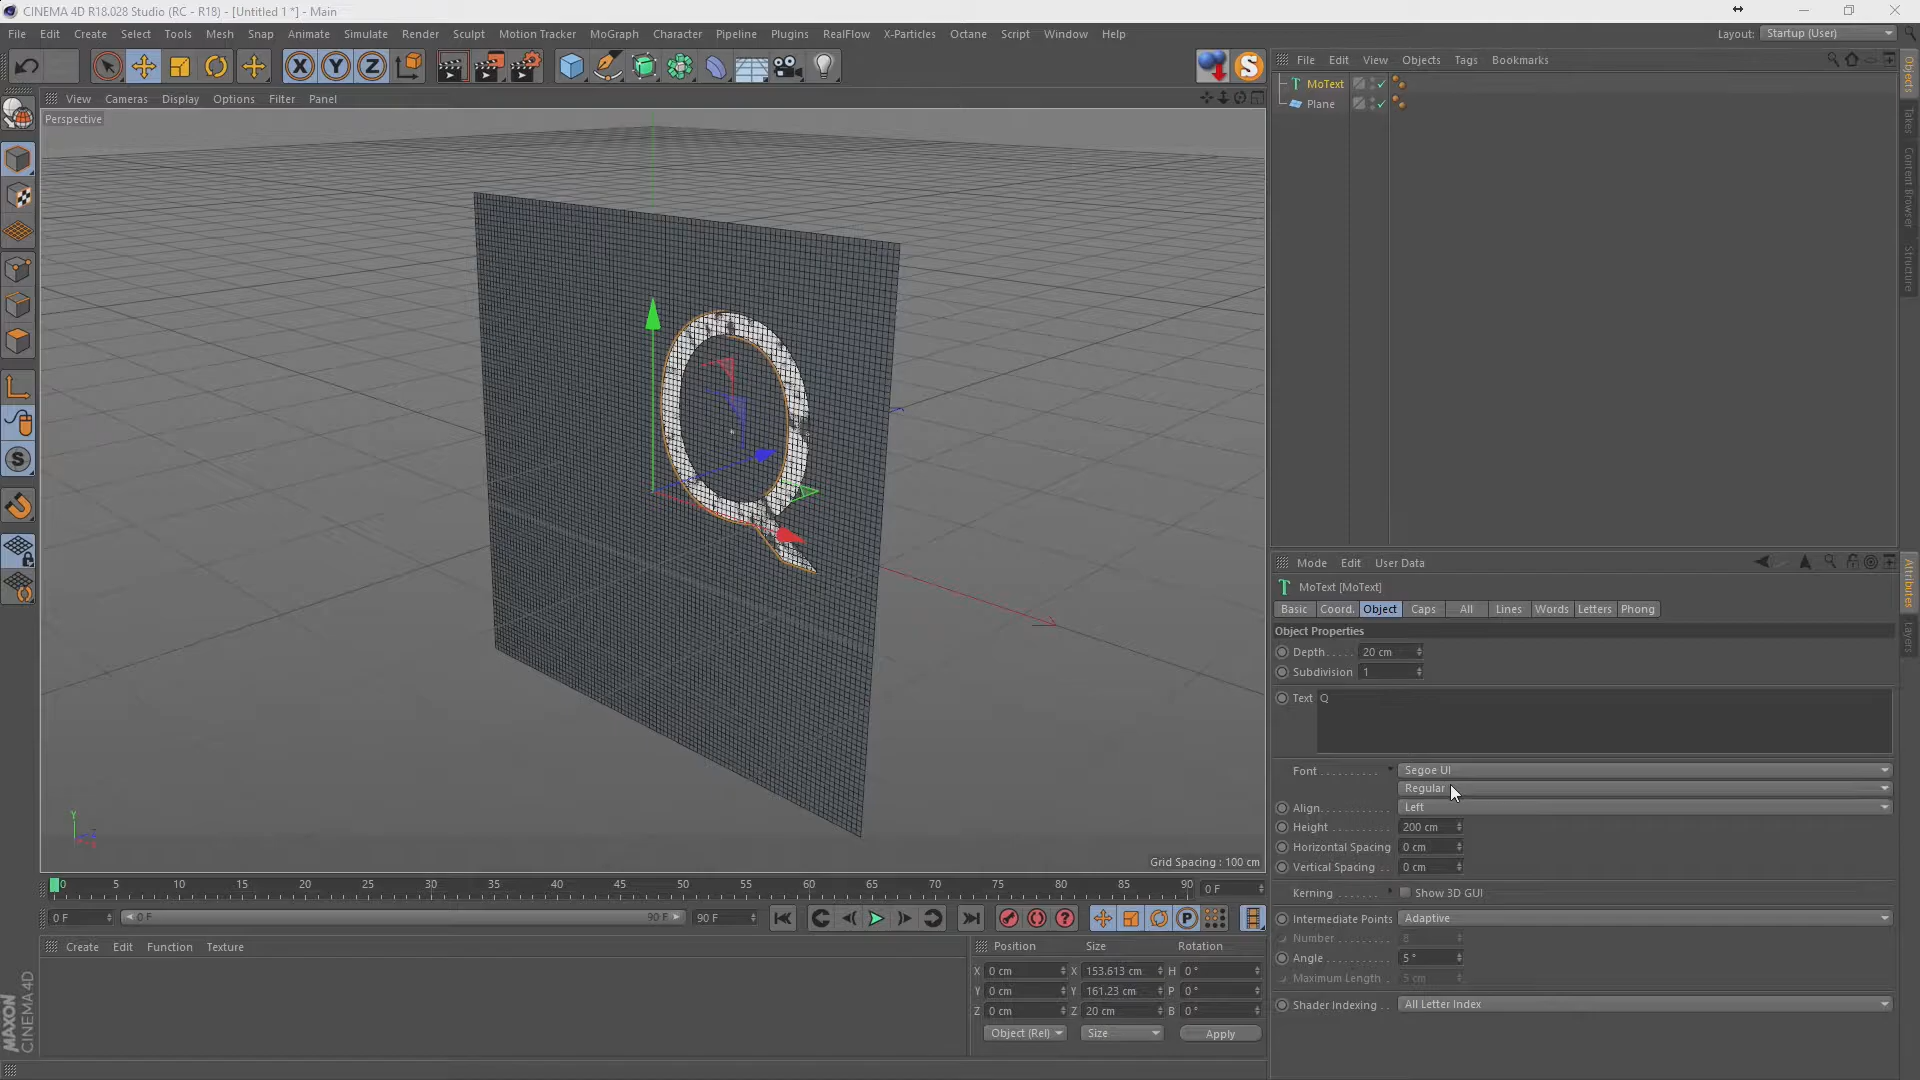 CINEMA 4D R18.028 Studio (RC - R18) - [Untitled 1 *] - Main
File Edit Create Select Tools Mesh Snap Animate Simulate Render Sculpt Motion Tracker MoGraph Character Pipeline Plugins RealFlow X-Particles Octane Script Window Help
Layout: Startup (User)
X Y Z
S
File Edit View Objects Tags Bookmarks
MoText
Plane
Objects
Takes
Content Browser
Structure
View Cameras Display Options Filter Panel
Perspective
Q
Y
Grid Spacing : 100 cm
S
Mode Edit User Data
Attributes
Layers
MoText [MoText]
Basic Coord. Object Caps All Lines Words Letters Phong
Object Properties
Depth..... 20 cm
Subdivision 1
Text Q
Font.......... Segoe UI
Regular
Align.......... Left
Height.......... 200 cm
Horizontal Spacing 0 cm
Vertical Spacing .. 0 cm
Kerning ....... Show 3D GUI
Intermediate Points Adaptive
Number .......... 8
Angle ........... 5 °
Maximum Length . 5 cm
Shader Indexing .. All Letter Index
0 5 10 15 20 25 30 35 40 45 50 55 60 65 70 75 80 85 90 0 F
0 F 0 F 90 F 90 F
P
Create Edit Function Texture
Position Size Rotation
X 0 cm X 153.613 cm H 0 °
Y 0 cm Y 161.23 cm P 0 °
Z 0 cm Z 20 cm B 0 °
Object (Rel) Size Apply
MAXON
CINEMA 4D